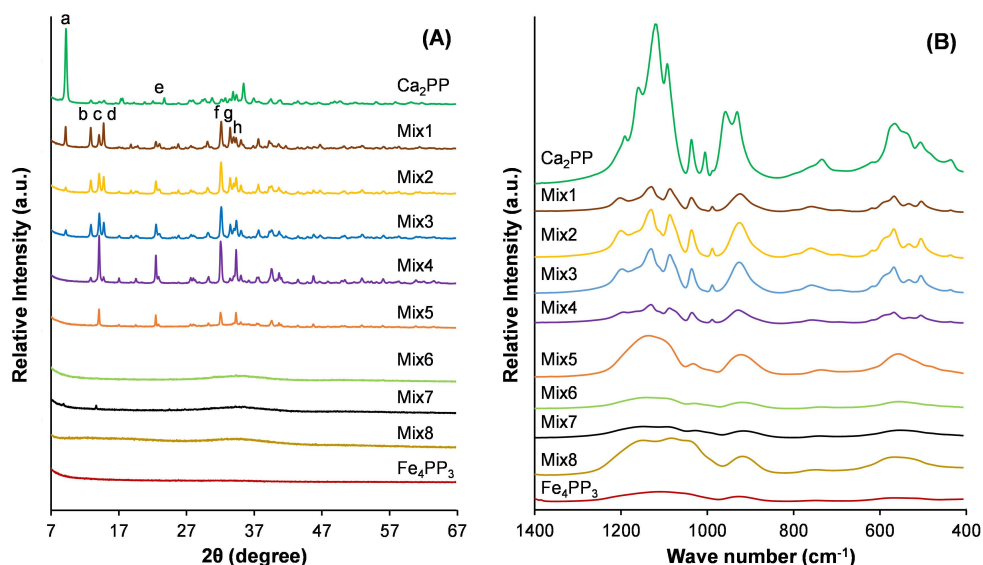 (A)
a
b c d
e
f g
h
Ca₂PP
Mix1
Mix2
Mix3
Mix4
Mix5
Mix6
Mix7
Mix8
Fe₄PP₃
Relative Intensity (a.u.)
7 17 27 37 47 57 67
2θ (degree)
(B)
Ca₂PP
Mix1
Mix2
Mix3
Mix4
Mix5
Mix6
Mix7
Mix8
Fe₄PP₃
Relative Intensity (a.u.)
1400 1200 1000 800 600 400
Wave number (cm⁻¹)